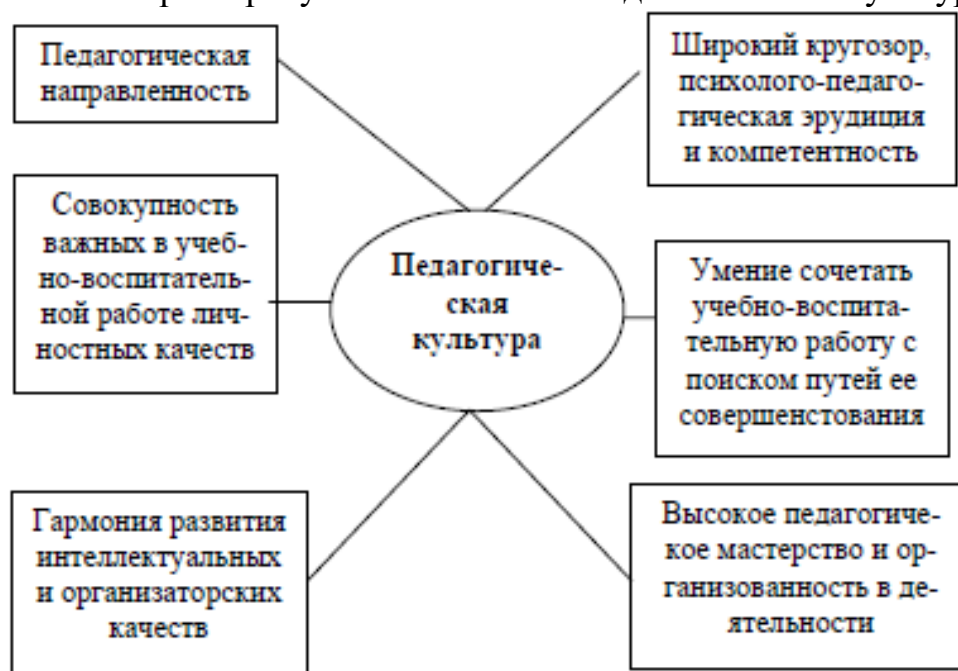 Педагогическая
направленность
Широкий кругозор,
психолого-педаго-
гическая эрудиция
и компетентность
Совокупность
важных в учеб-
но-воспитатель-
ной работе лич-
ностных качеств
Педагогиче-
ская
культура
Умение сочетать
учебно-воспита-
тельную работу с
поиском путей ее
совершенстования
Гармония развития
интеллектуальных
и организаторских
качеств
Высокое педагогиче-
кое мастерство и ор-
ганизованность в де-
ятельности